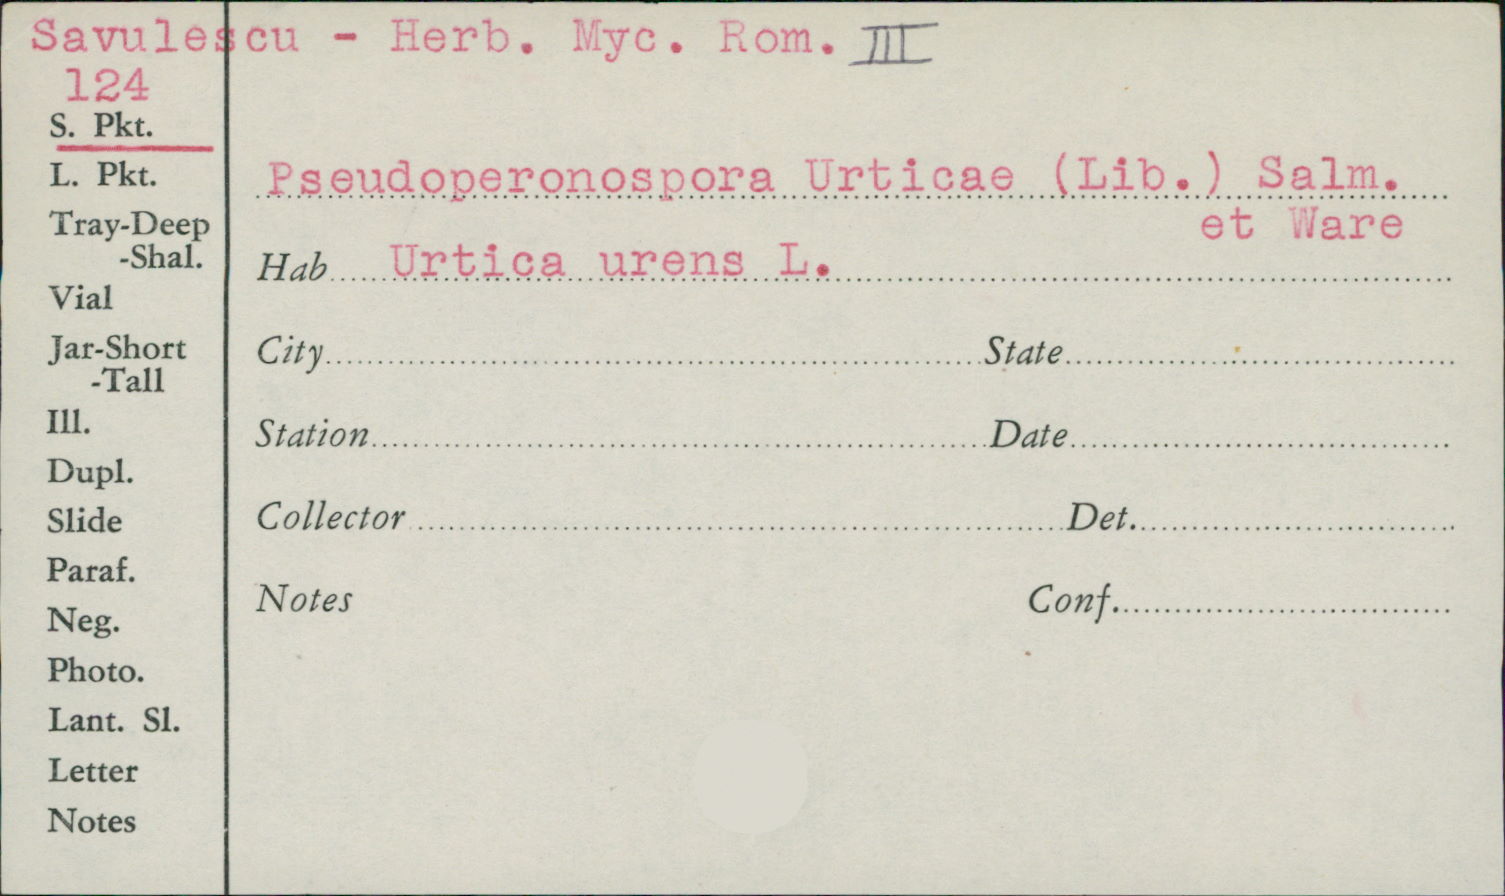 Savulescu - Herb. Myc. Rom. III
124
S. Pkt.
L. Pkt.
Tray-Deep
-Shal.
Vial
Jar-Short
-Tall
Ill.
Dupl.
Slide
Paraf.
Neg.
Photo.
Lant. Sl.
Letter
Notes
Pseudoperonospora Urticae (Lib.) Salm.
et Ware
Hab Urtica urens L.
City State
Station Date
Collector Det.
Notes Conf.